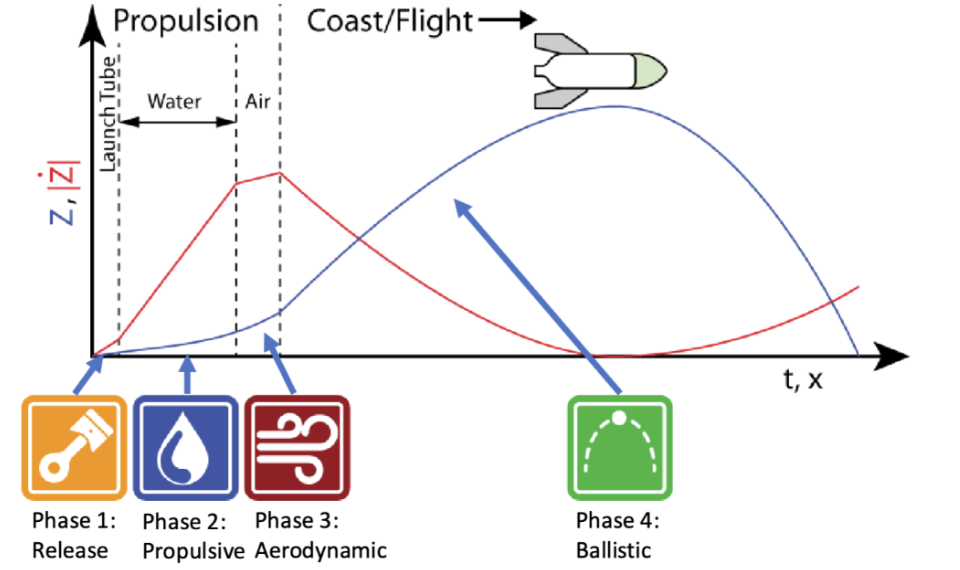 Propulsion
Coast/Flight
Launch Tube
Water
Air
Z, |Ż|
t, x
Phase 1:
Release
Phase 2:
Propulsive
Phase 3:
Aerodynamic
Phase 4:
Ballistic